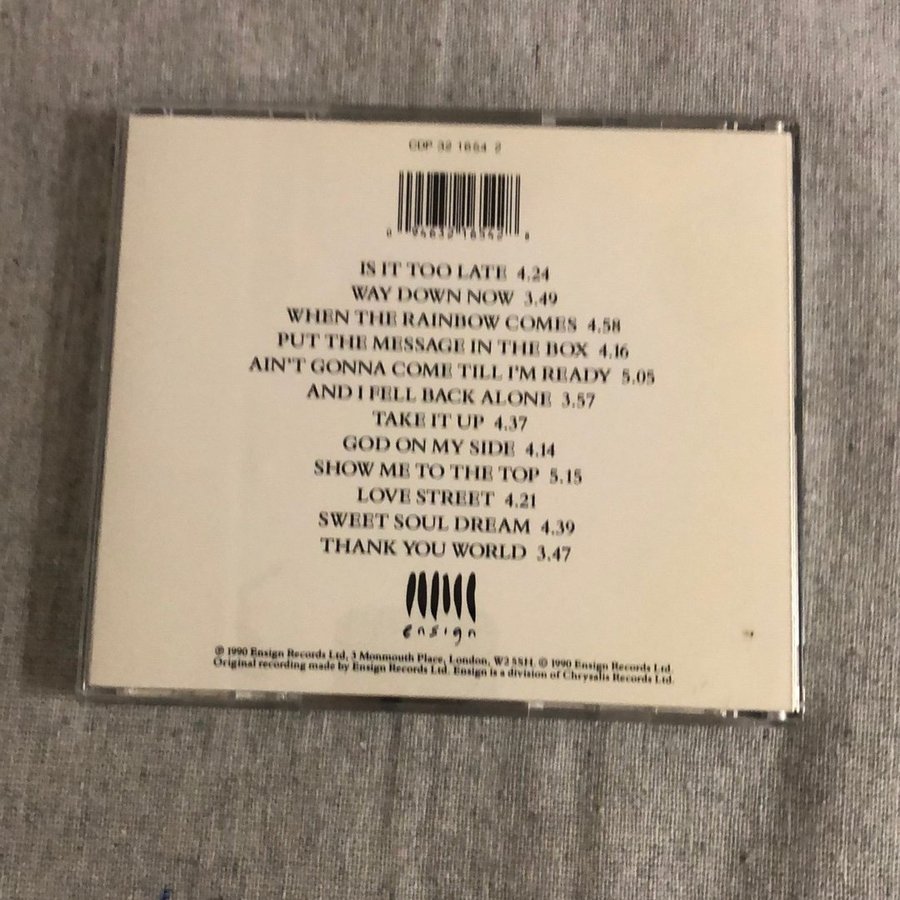 CDP 32 1654 2
0 94632 16542 8
IS IT TOO LATE 4.24
WAY DOWN NOW 3.49
WHEN THE RAINBOW COMES 4.58
PUT THE MESSAGE IN THE BOX 4.16
AIN'T GONNA COME TILL I'M READY 5.05
AND I FELL BACK ALONE 3.57
TAKE IT UP 4.37
GOD ON MY SIDE 4.14
SHOW ME TO THE TOP 5.15
LOVE STREET 4.21
SWEET SOUL DREAM 4.39
THANK YOU WORLD 3.47
ensign
℗ 1990 Ensign Records Ltd, 3 Monmouth Place, London, W2 5SH. © 1990 Ensign Records Ltd.
Original recording made by Ensign Records Ltd. Ensign is a division of Chrysalis Records Ltd.